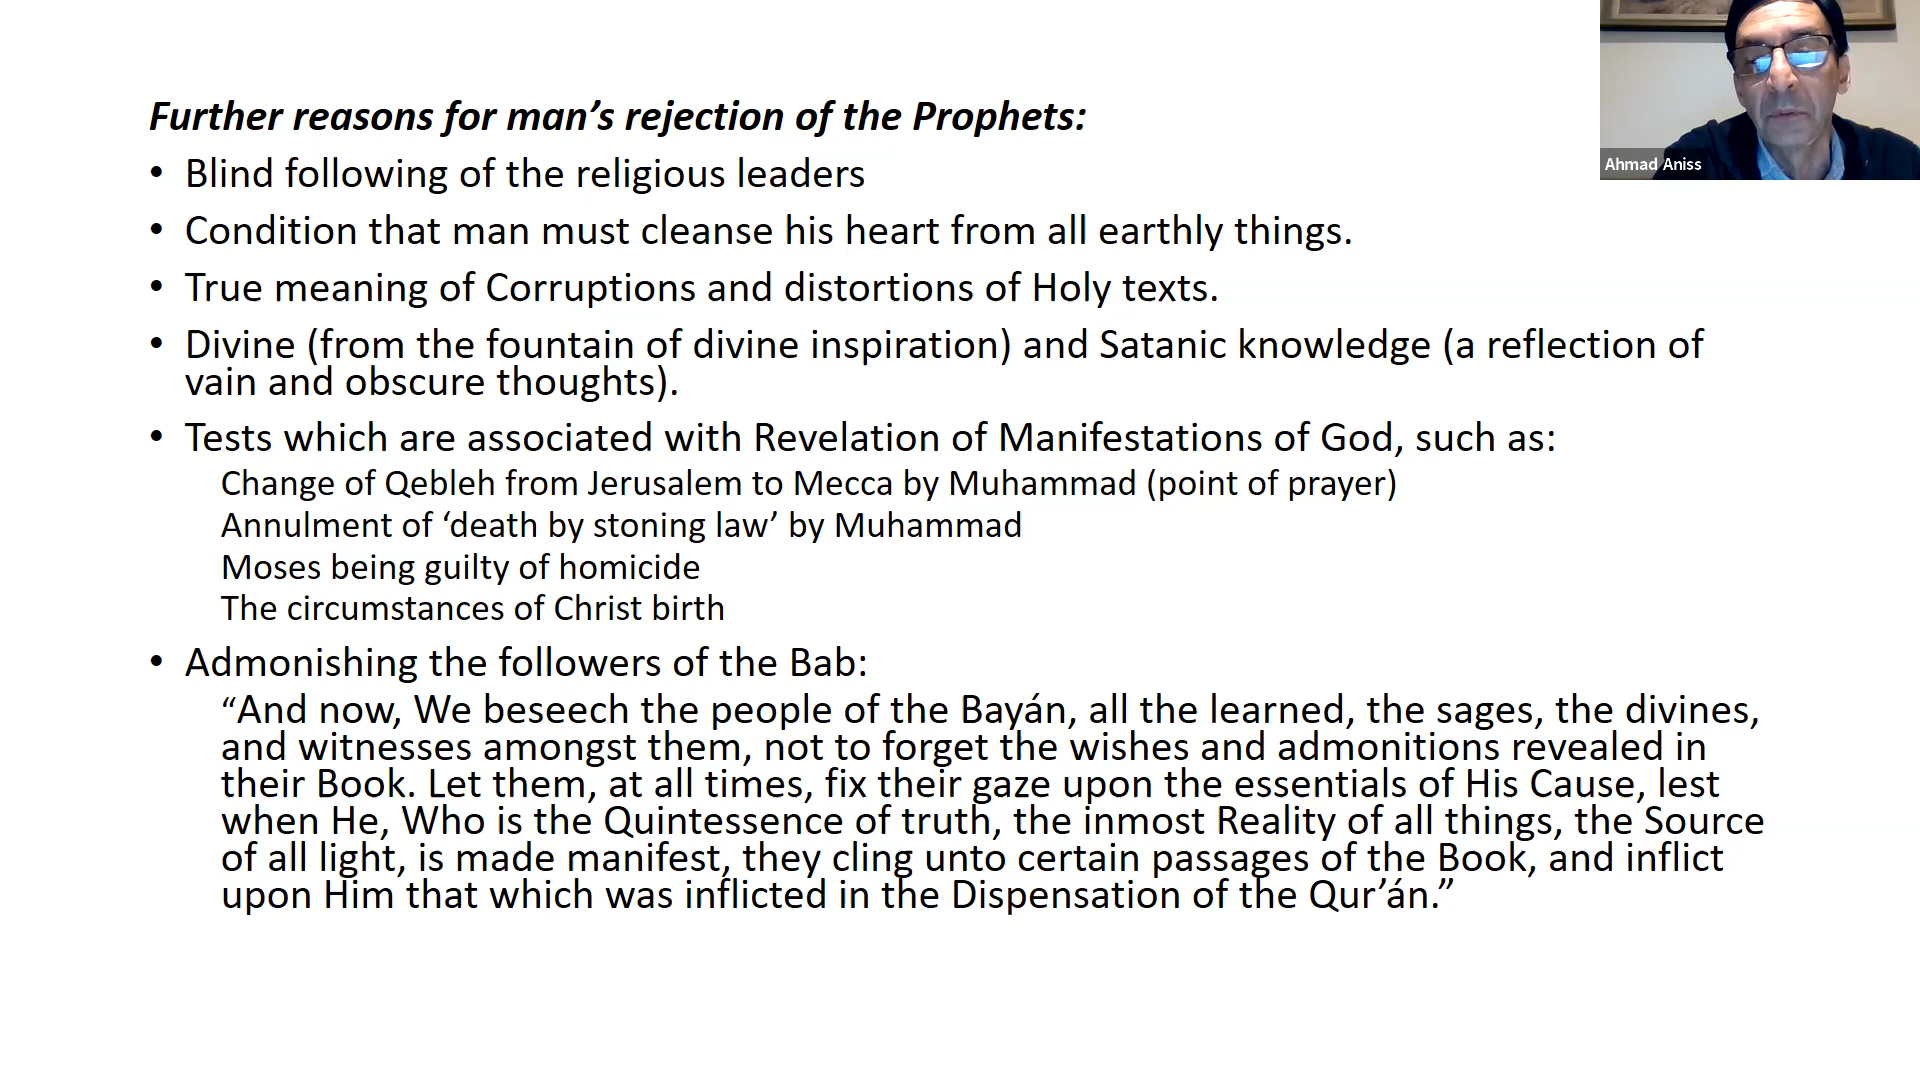 Further reasons for man’s rejection of the Prophets:
• Blind following of the religious leaders
• Condition that man must cleanse his heart from all earthly things.
• True meaning of Corruptions and distortions of Holy texts.
• Divine (from the fountain of divine inspiration) and Satanic knowledge (a reflection of
vain and obscure thoughts).
• Tests which are associated with Revelation of Manifestations of God, such as:
Change of Qebleh from Jerusalem to Mecca by Muhammad (point of prayer)
Annulment of ‘death by stoning law’ by Muhammad
Moses being guilty of homicide
The circumstances of Christ birth
• Admonishing the followers of the Bab:
“And now, We beseech the people of the Bayán, all the learned, the sages, the divines,
and witnesses amongst them, not to forget the wishes and admonitions revealed in
their Book. Let them, at all times, fix their gaze upon the essentials of His Cause, lest
when He, Who is the Quintessence of truth, the inmost Reality of all things, the Source
of all light, is made manifest, they cling unto certain passages of the Book, and inflict
upon Him that which was inflicted in the Dispensation of the Qur’án.”
Ahmad Aniss